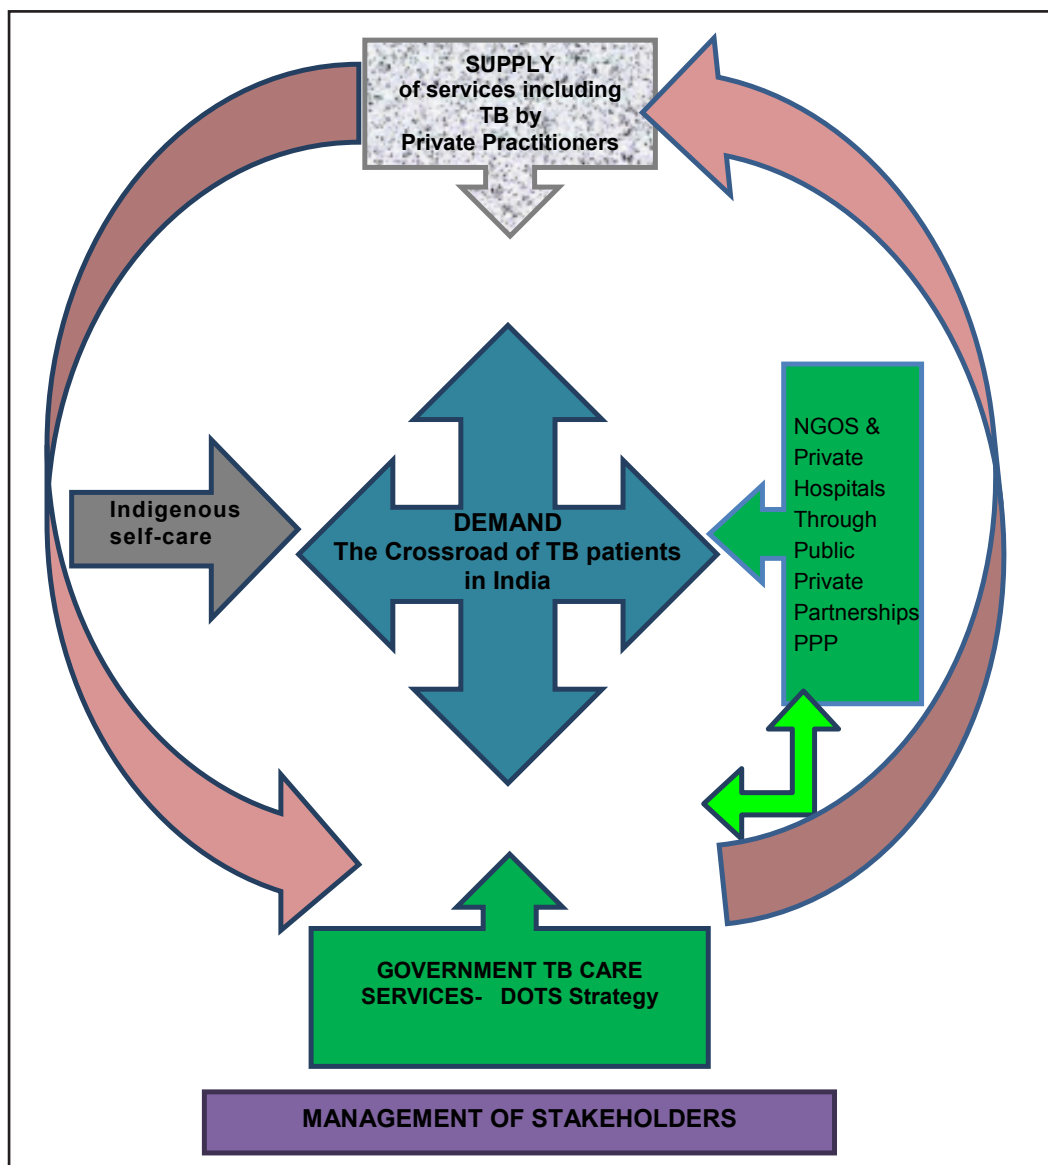 SUPPLY
of services including
TB by
Private Practitioners
Indigenous
self-care
DEMAND
The Crossroad of TB patients
in India
NGOS &
Private
Hospitals
Through
Public
Private
Partnerships
PPP
GOVERNMENT TB CARE
SERVICES- DOTS Strategy
MANAGEMENT OF STAKEHOLDERS